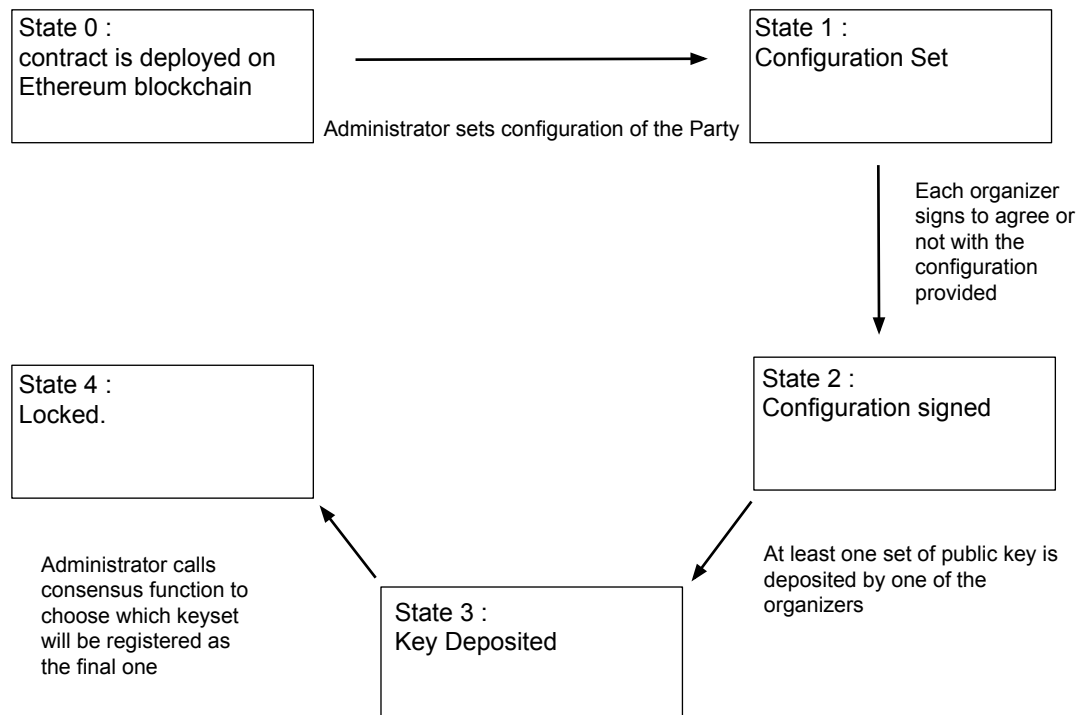 State 0 :
contract is deployed on
Ethereum blockchain
Administrator sets configuration of the Party
State 1 :
Configuration Set
Each organizer
signs to agree or
not with the
configuration
provided
State 2 :
Configuration signed
At least one set of public key is
deposited by one of the
organizers
State 3 :
Key Deposited
Administrator calls
consensus function to
choose which keyset
will be registered as
the final one
State 4 :
Locked.